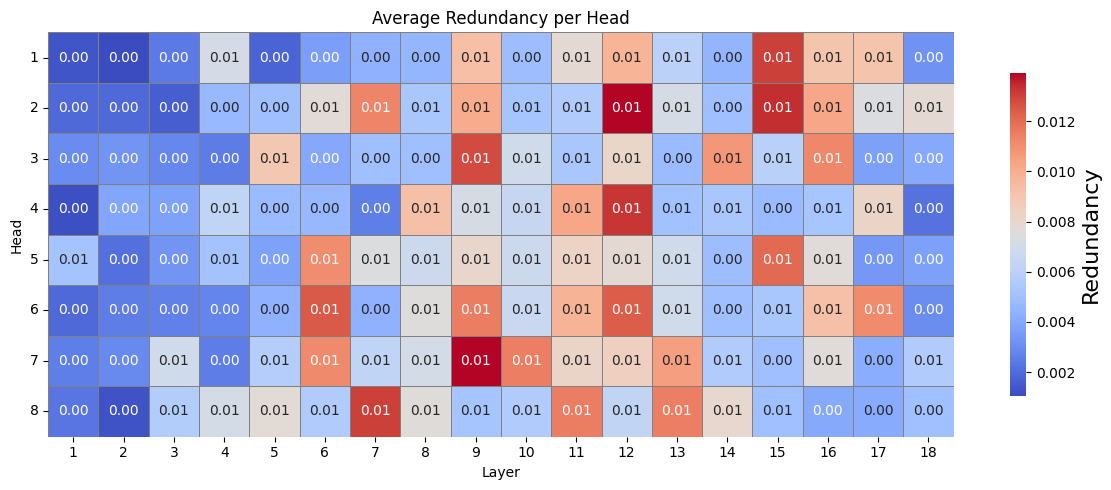 Average Redundancy per Head
1 0.00 0.00 0.00 0.01 0.00 0.00 0.00 0.00 0.01 0.00 0.01 0.01 0.01 0.00 0.01 0.01 0.01 0.00
2 0.00 0.00 0.00 0.00 0.00 0.01 0.01 0.01 0.01 0.01 0.01 0.01 0.01 0.00 0.01 0.01 0.01 0.01
3 0.00 0.00 0.00 0.00 0.01 0.00 0.00 0.00 0.01 0.01 0.01 0.01 0.00 0.01 0.01 0.01 0.00 0.00
4 0.00 0.00 0.00 0.01 0.00 0.00 0.00 0.01 0.01 0.01 0.01 0.01 0.01 0.01 0.00 0.01 0.01 0.00
5 0.01 0.00 0.00 0.01 0.00 0.01 0.01 0.01 0.01 0.01 0.01 0.01 0.01 0.00 0.01 0.01 0.00 0.00
6 0.00 0.00 0.00 0.00 0.00 0.01 0.00 0.01 0.01 0.01 0.01 0.01 0.01 0.00 0.01 0.01 0.01 0.00
7 0.00 0.00 0.01 0.00 0.01 0.01 0.01 0.01 0.01 0.01 0.01 0.01 0.01 0.01 0.00 0.01 0.00 0.01
8 0.00 0.00 0.01 0.01 0.01 0.01 0.01 0.01 0.01 0.01 0.01 0.01 0.01 0.01 0.01 0.00 0.00 0.00
Head
1 2 3 4 5 6 7 8 9 10 11 12 13 14 15 16 17 18
Layer
0.012
0.010
0.008
0.006
0.004
0.002
Redundancy